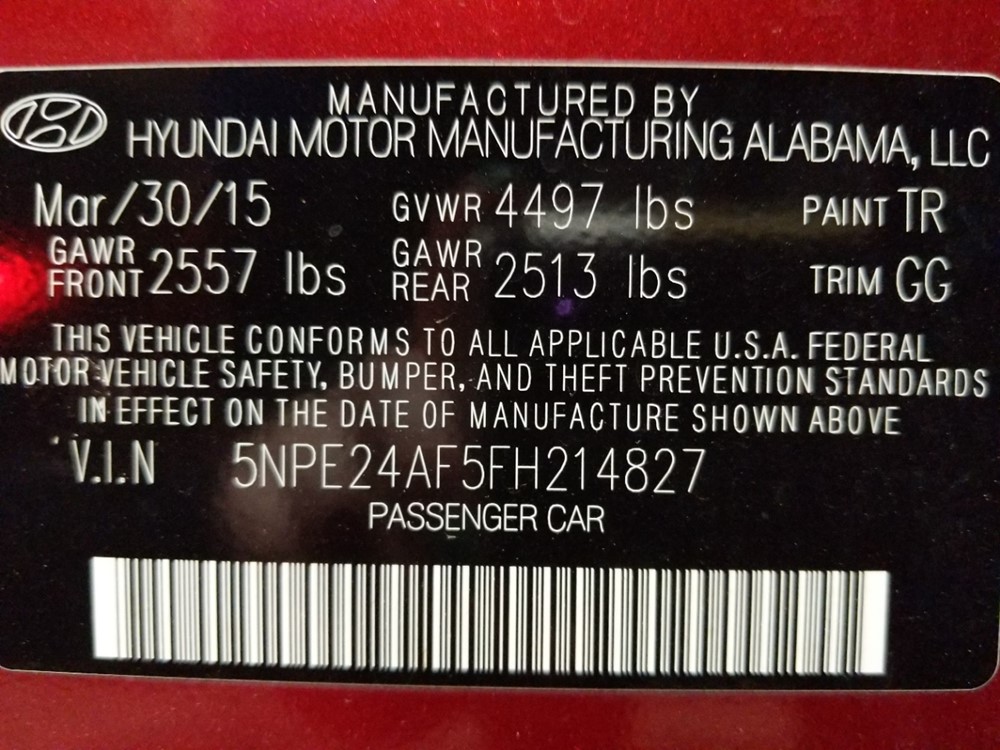 MANUFACTURED BY
HYUNDAI MOTOR MANUFACTURING ALABAMA, LLC
Mar/30/15 GVWR 4497 lbs PAINT TR
GAWR FRONT 2557 lbs GAWR REAR 2513 lbs TRIM GG
THIS VEHICLE CONFORMS TO ALL APPLICABLE U.S.A. FEDERAL
MOTOR VEHICLE SAFETY, BUMPER, AND THEFT PREVENTION STANDARDS
IN EFFECT ON THE DATE OF MANUFACTURE SHOWN ABOVE
V.I.N 5NPE24AF5FH214827
PASSENGER CAR